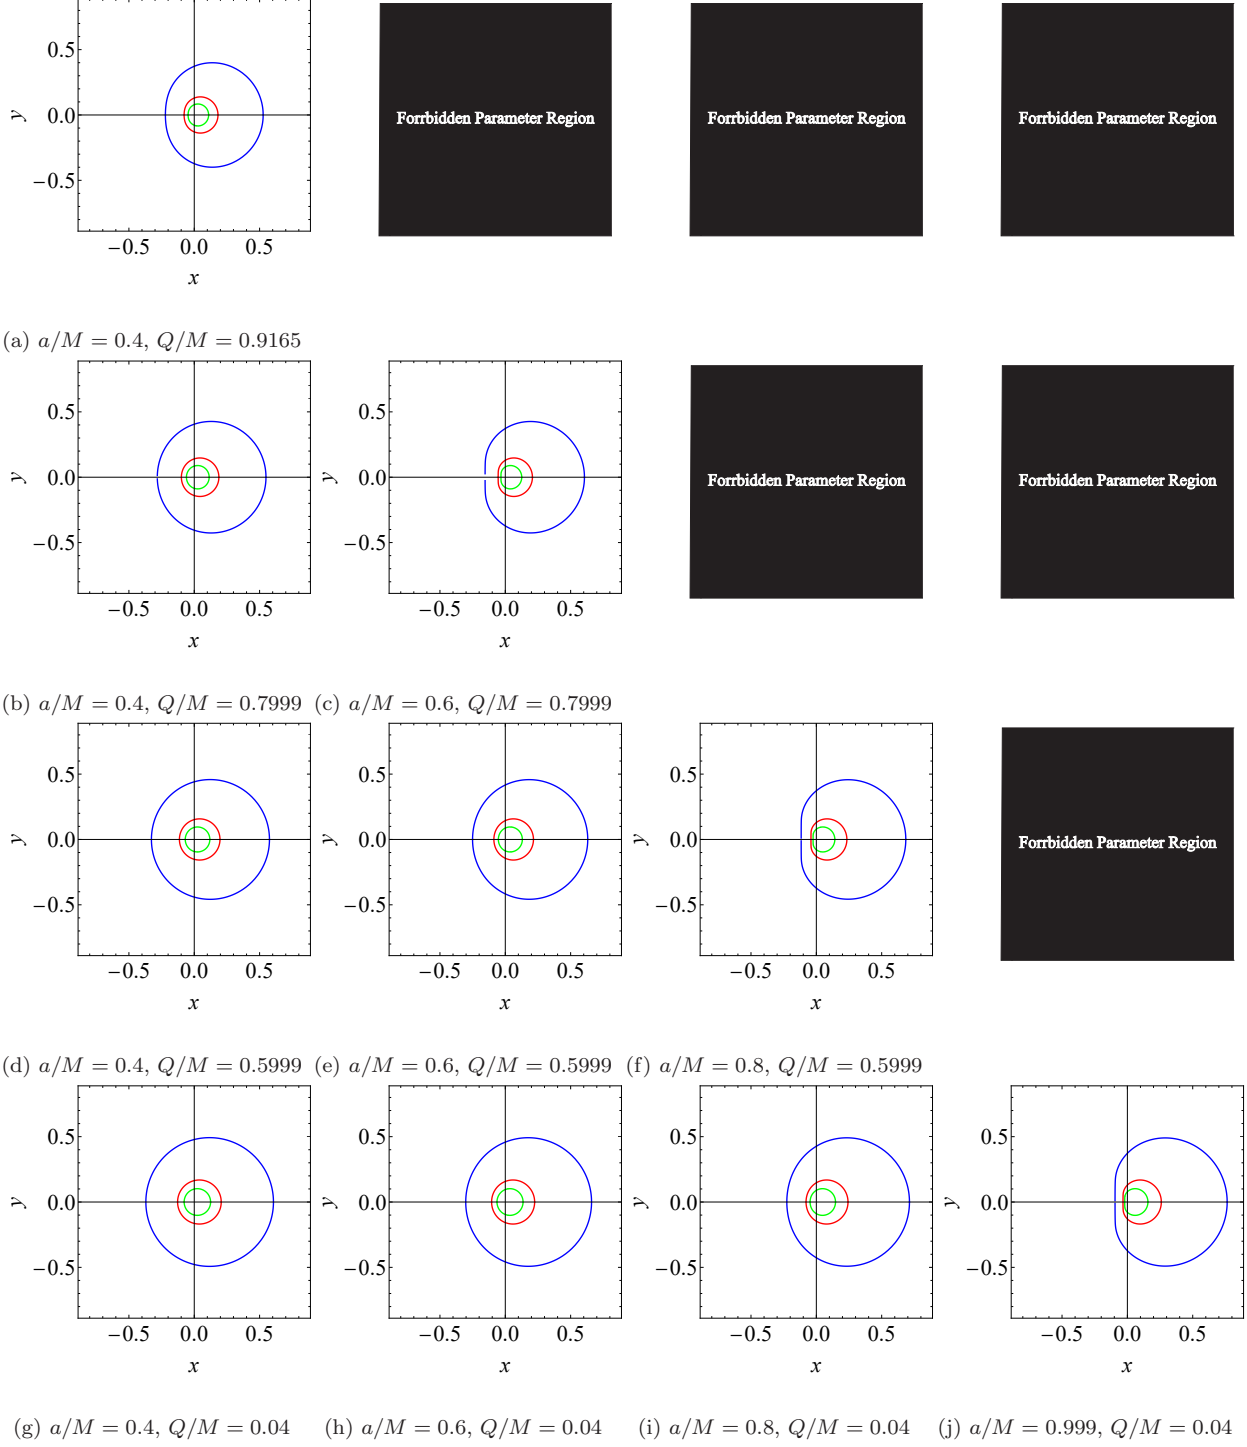 0.5
y
0.0
Forrbidden Parameter Region
Forrbidden Parameter Region
Forrbidden Parameter Region
−0.5
−0.5 0.0 0.5
x
(a) a/M = 0.4, Q/M = 0.9165
0.5 0.5
y 0.0 y 0.0
Forrbidden Parameter Region
Forrbidden Parameter Region
−0.5 −0.5
−0.5 0.0 0.5 −0.5 0.0 0.5
x x
(b) a/M = 0.4, Q/M = 0.7999 (c) a/M = 0.6, Q/M = 0.7999
0.5 0.5 0.5
y 0.0 y 0.0 y 0.0
Forrbidden Parameter Region
−0.5 −0.5 −0.5
−0.5 0.0 0.5 −0.5 0.0 0.5 −0.5 0.0 0.5
x x x
(d) a/M = 0.4, Q/M = 0.5999 (e) a/M = 0.6, Q/M = 0.5999 (f) a/M = 0.8, Q/M = 0.5999
0.5 0.5 0.5 0.5
y 0.0 y 0.0 y 0.0 y 0.0
−0.5 −0.5 −0.5 −0.5
−0.5 0.0 0.5 −0.5 0.0 0.5 −0.5 0.0 0.5 −0.5 0.0 0.5
x x x x
(g) a/M = 0.4, Q/M = 0.04 (h) a/M = 0.6, Q/M = 0.04 (i) a/M = 0.8, Q/M = 0.04 (j) a/M = 0.999, Q/M = 0.04